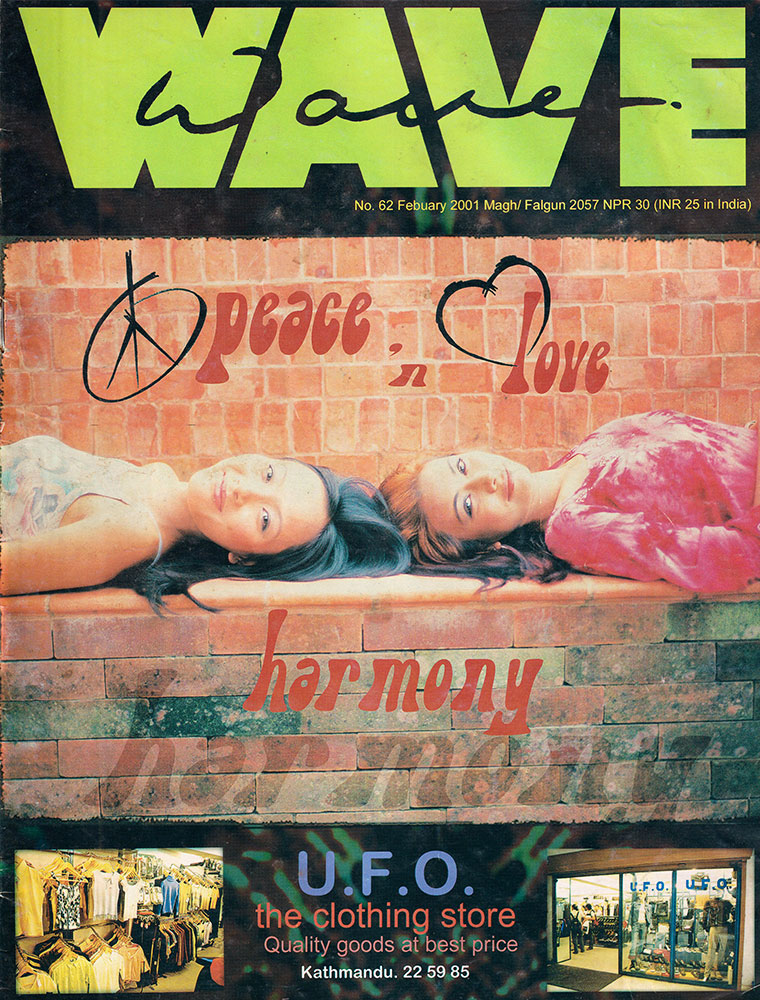 WAVE
Wave.
No. 62 Febuary 2001 Magh/ Falgun 2057 NPR 30 (INR 25 in India)
peace 'n love
harmony
harmony
U.F.O.
the clothing store
Quality goods at best price
Kathmandu. 22 59 85
U.F.O. U.F.O.